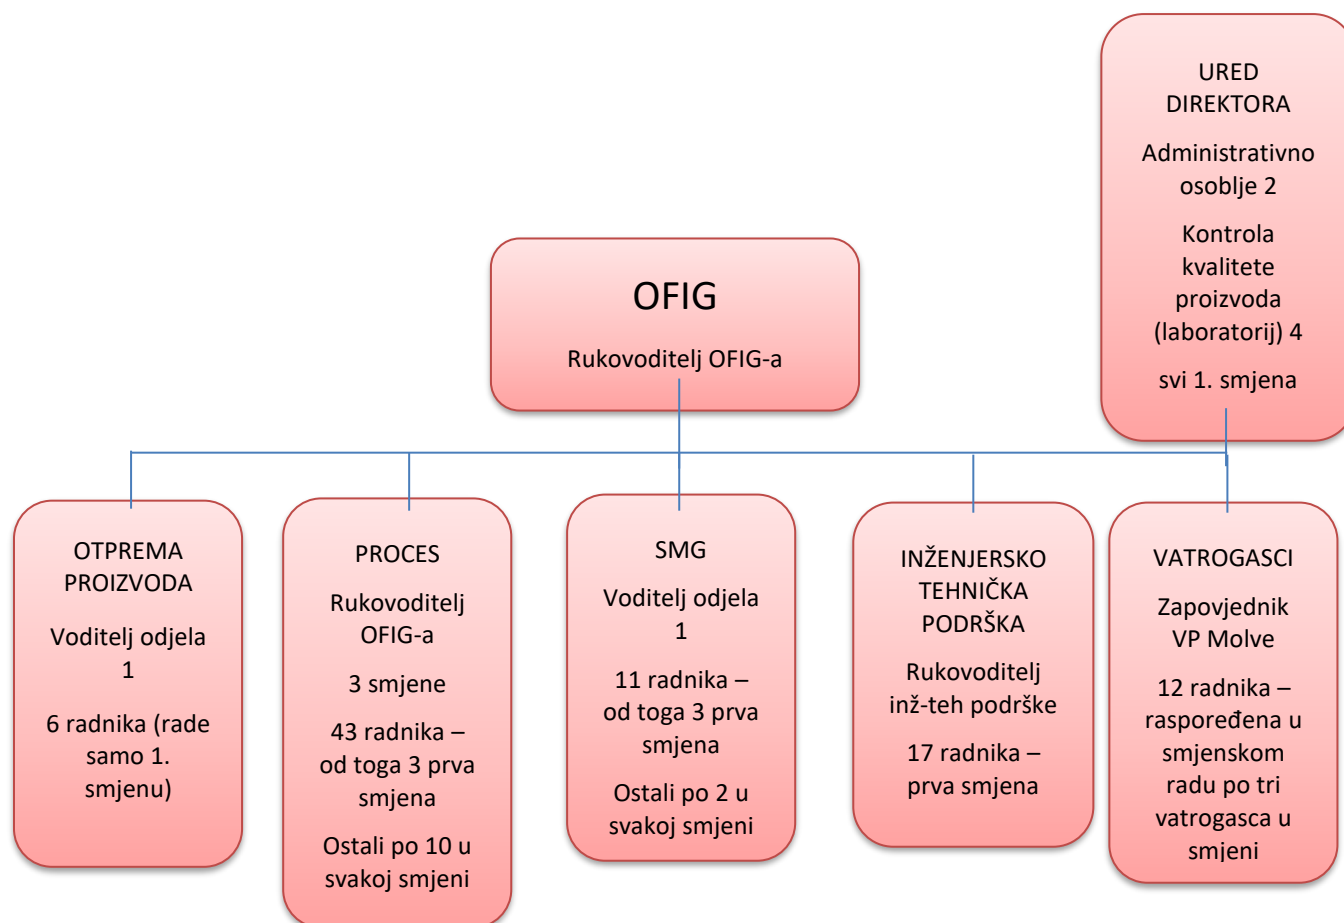 URED
DIREKTORA
Administrativno
osoblje 2
Kontrola
kvalitete
proizvoda
(laboratorij) 4
svi 1. smjena
OFIG
Rukovoditelj OFIG-a
OTPREMA
PROIZVODA
Voditelj odjela
1
6 radnika (rade
samo 1.
smjenu)
PROCES
Rukovoditelj
OFIG-a
3 smjene
43 radnika –
od toga 3 prva
smjena
Ostali po 10 u
svakoj smjeni
SMG
Voditelj odjela
1
11 radnika –
od toga 3 prva
smjena
Ostali po 2 u
svakoj smjeni
INŽENJERSKO
TEHNIČKA
PODRŠKA
Rukovoditelj
inž-teh podrške
17 radnika –
prva smjena
VATROGASCI
Zapovjednik
VP Molve
12 radnika –
raspoređena u
smjenskom
radu po tri
vatrogasca u
smjeni